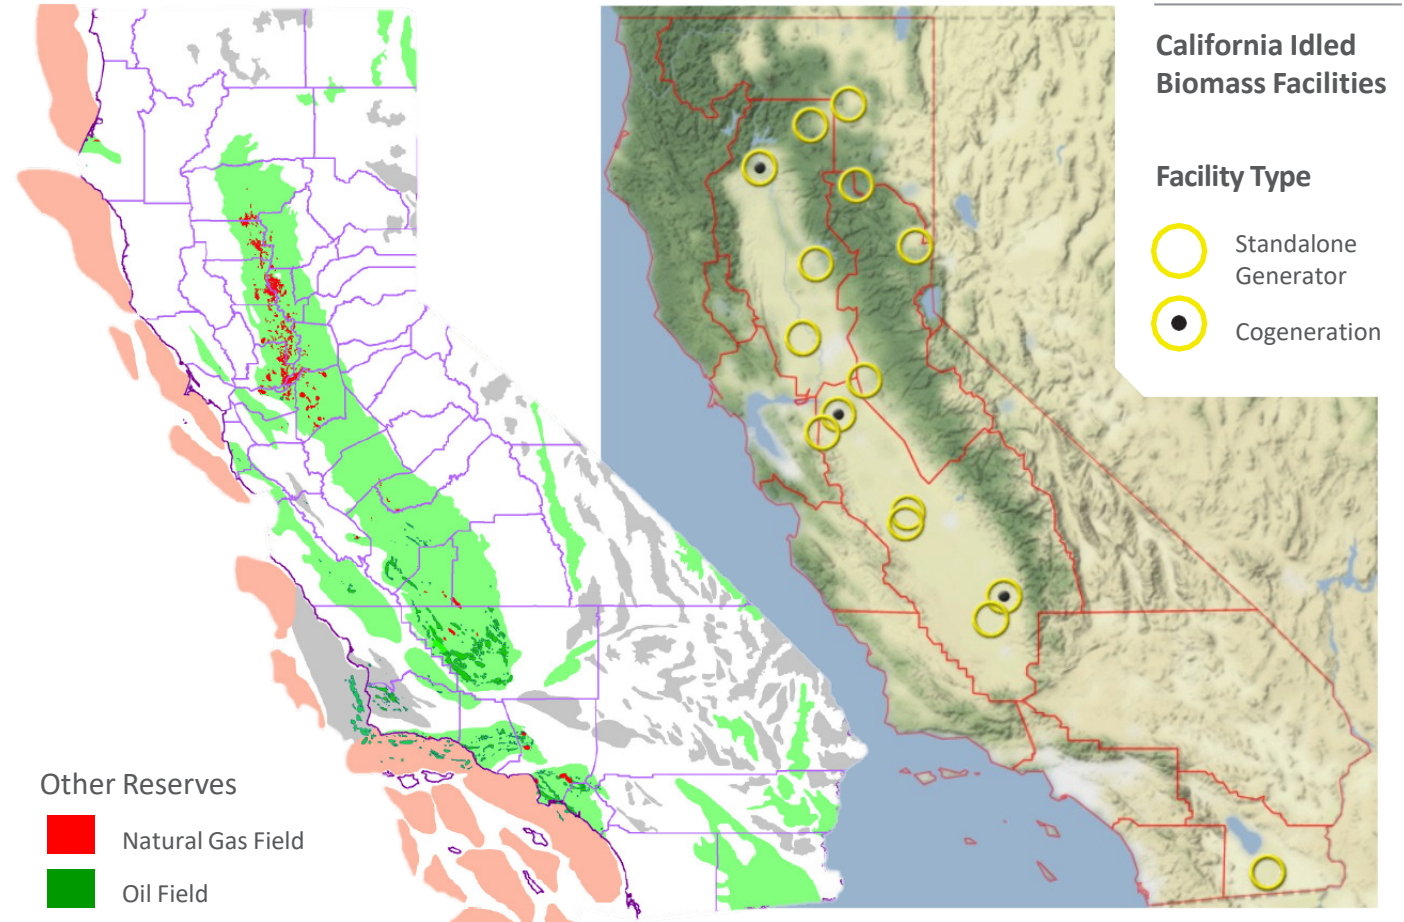 California Idled
Biomass Facilities
Facility Type
Standalone
Generator
Cogeneration
Other Reserves
Natural Gas Field
Oil Field